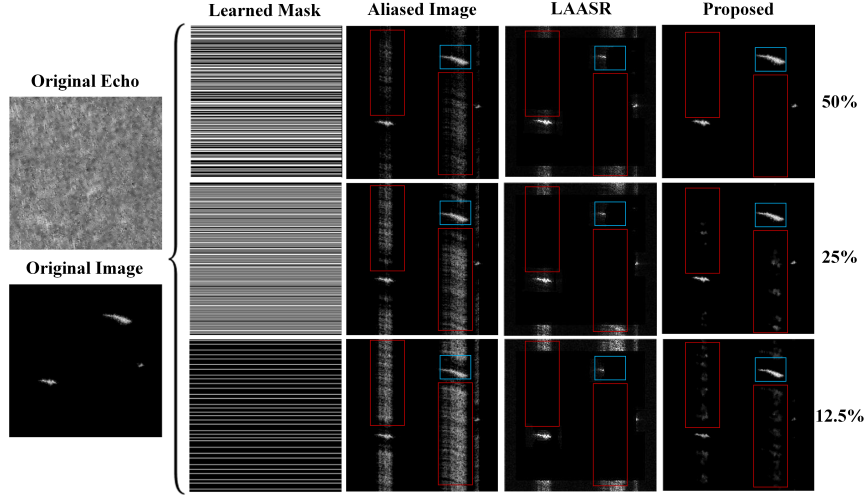 Learned Mask
Aliased Image
LAASR
Proposed
Original Echo
50%
25%
Original Image
12.5%